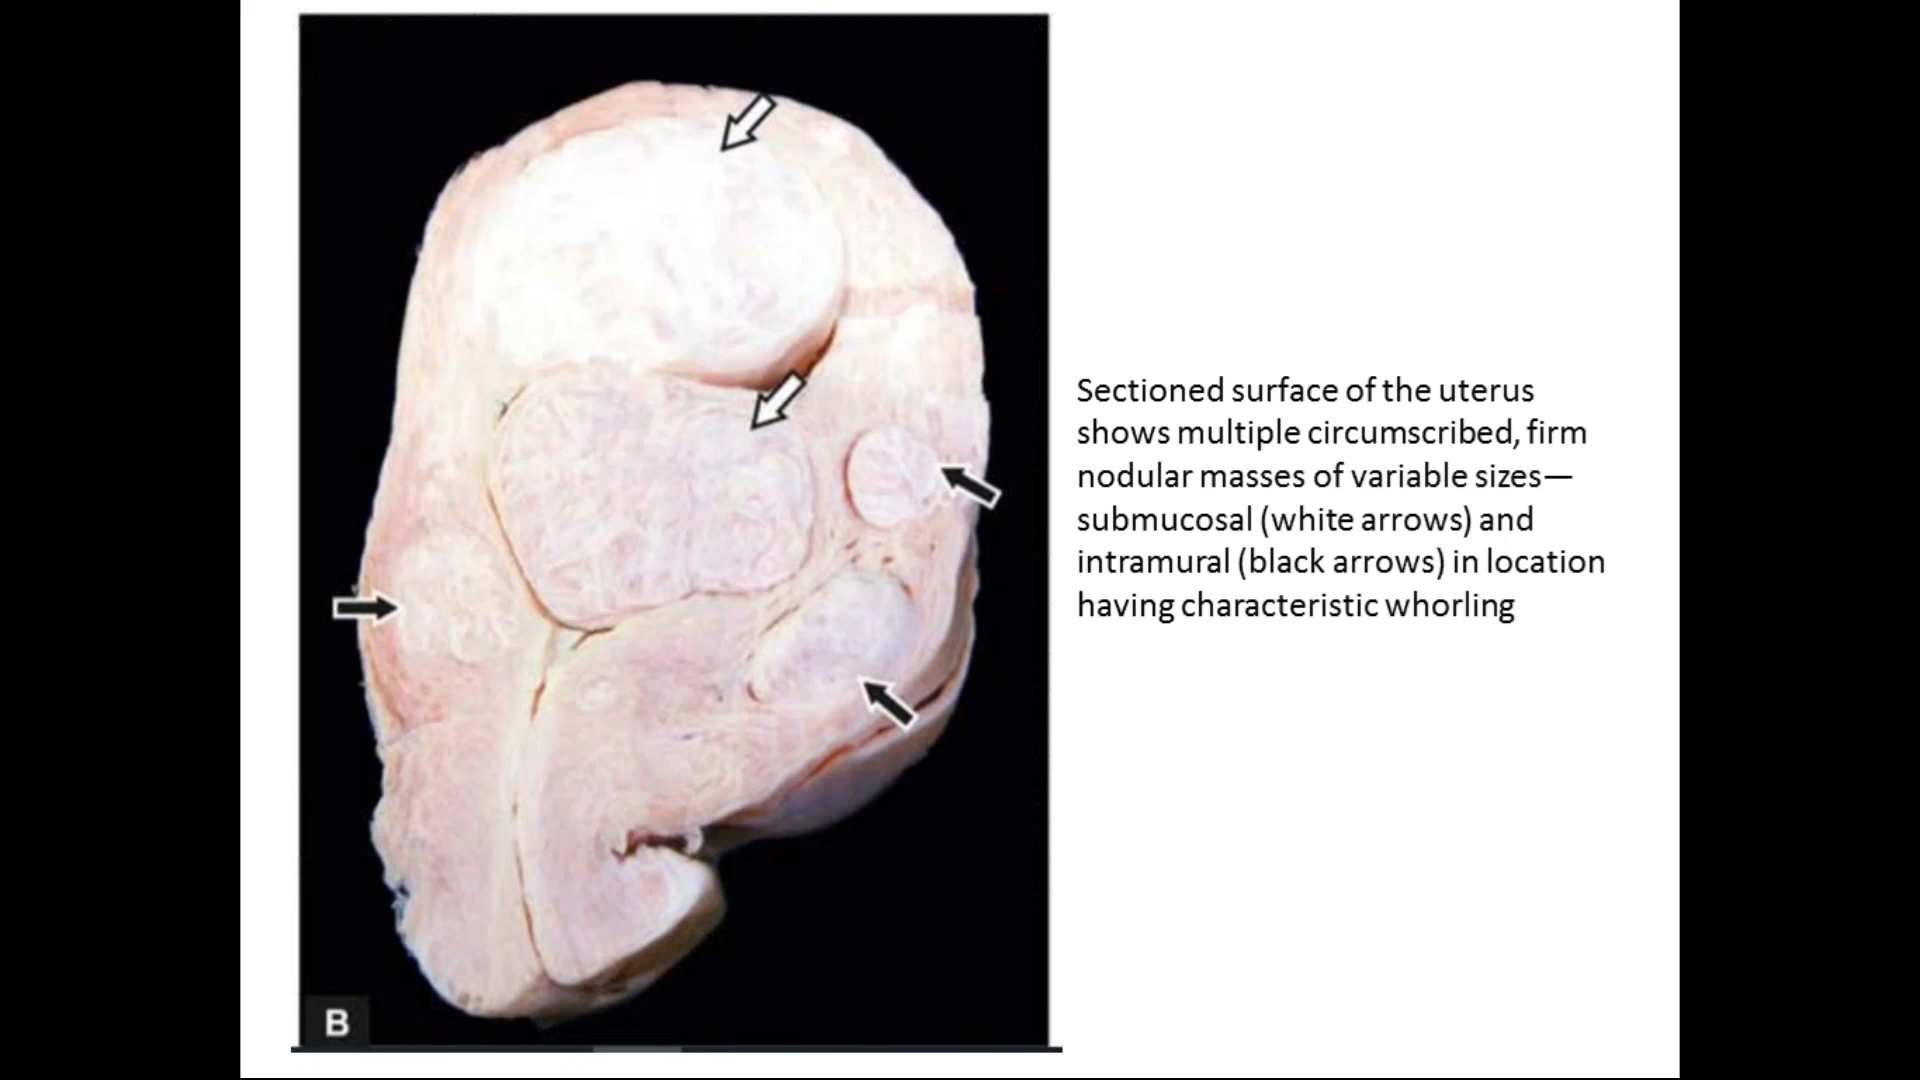 Sectioned surface of the uterus
shows multiple circumscribed, firm
nodular masses of variable sizes—
submucosal (white arrows) and
intramural (black arrows) in location
having characteristic whorling
B